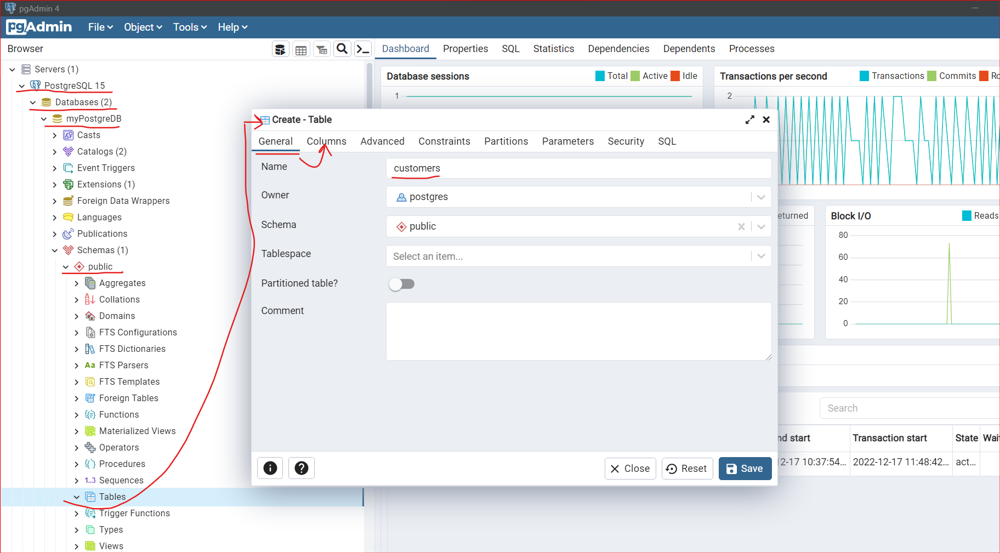 pgAdmin 4
pgAdmin File Object Tools Help
Browser
Dashboard Properties SQL Statistics Dependencies Dependents Processes
Servers (1)
PostgreSQL 15
Databases (2)
myPostgreDB
Casts
Catalogs (2)
Event Triggers
Extensions (1)
Foreign Data Wrappers
Languages
Publications
Schemas (1)
public
Aggregates
Collations
Domains
FTS Configurations
FTS Dictionaries
Aa FTS Parsers
FTS Templates
Foreign Tables
Functions
Materialized Views
Operators
Procedures
1..3 Sequences
Tables
Trigger Functions
Types
Views
Database sessions Total Active Idle
1
Transactions per second Transactions Commits Ro
2
Create - Table
General Columns Advanced Constraints Partitions Parameters Security SQL
Name customers
Owner postgres
Schema public
Tablespace Select an item...
Partitioned table?
Comment
Close Reset Save
eturned
Block I/O Reads
80
60
40
20
0
Search
nd start Transaction start State Wai
12-17 10:37:54... 2022-12-17 11:48:42... act...